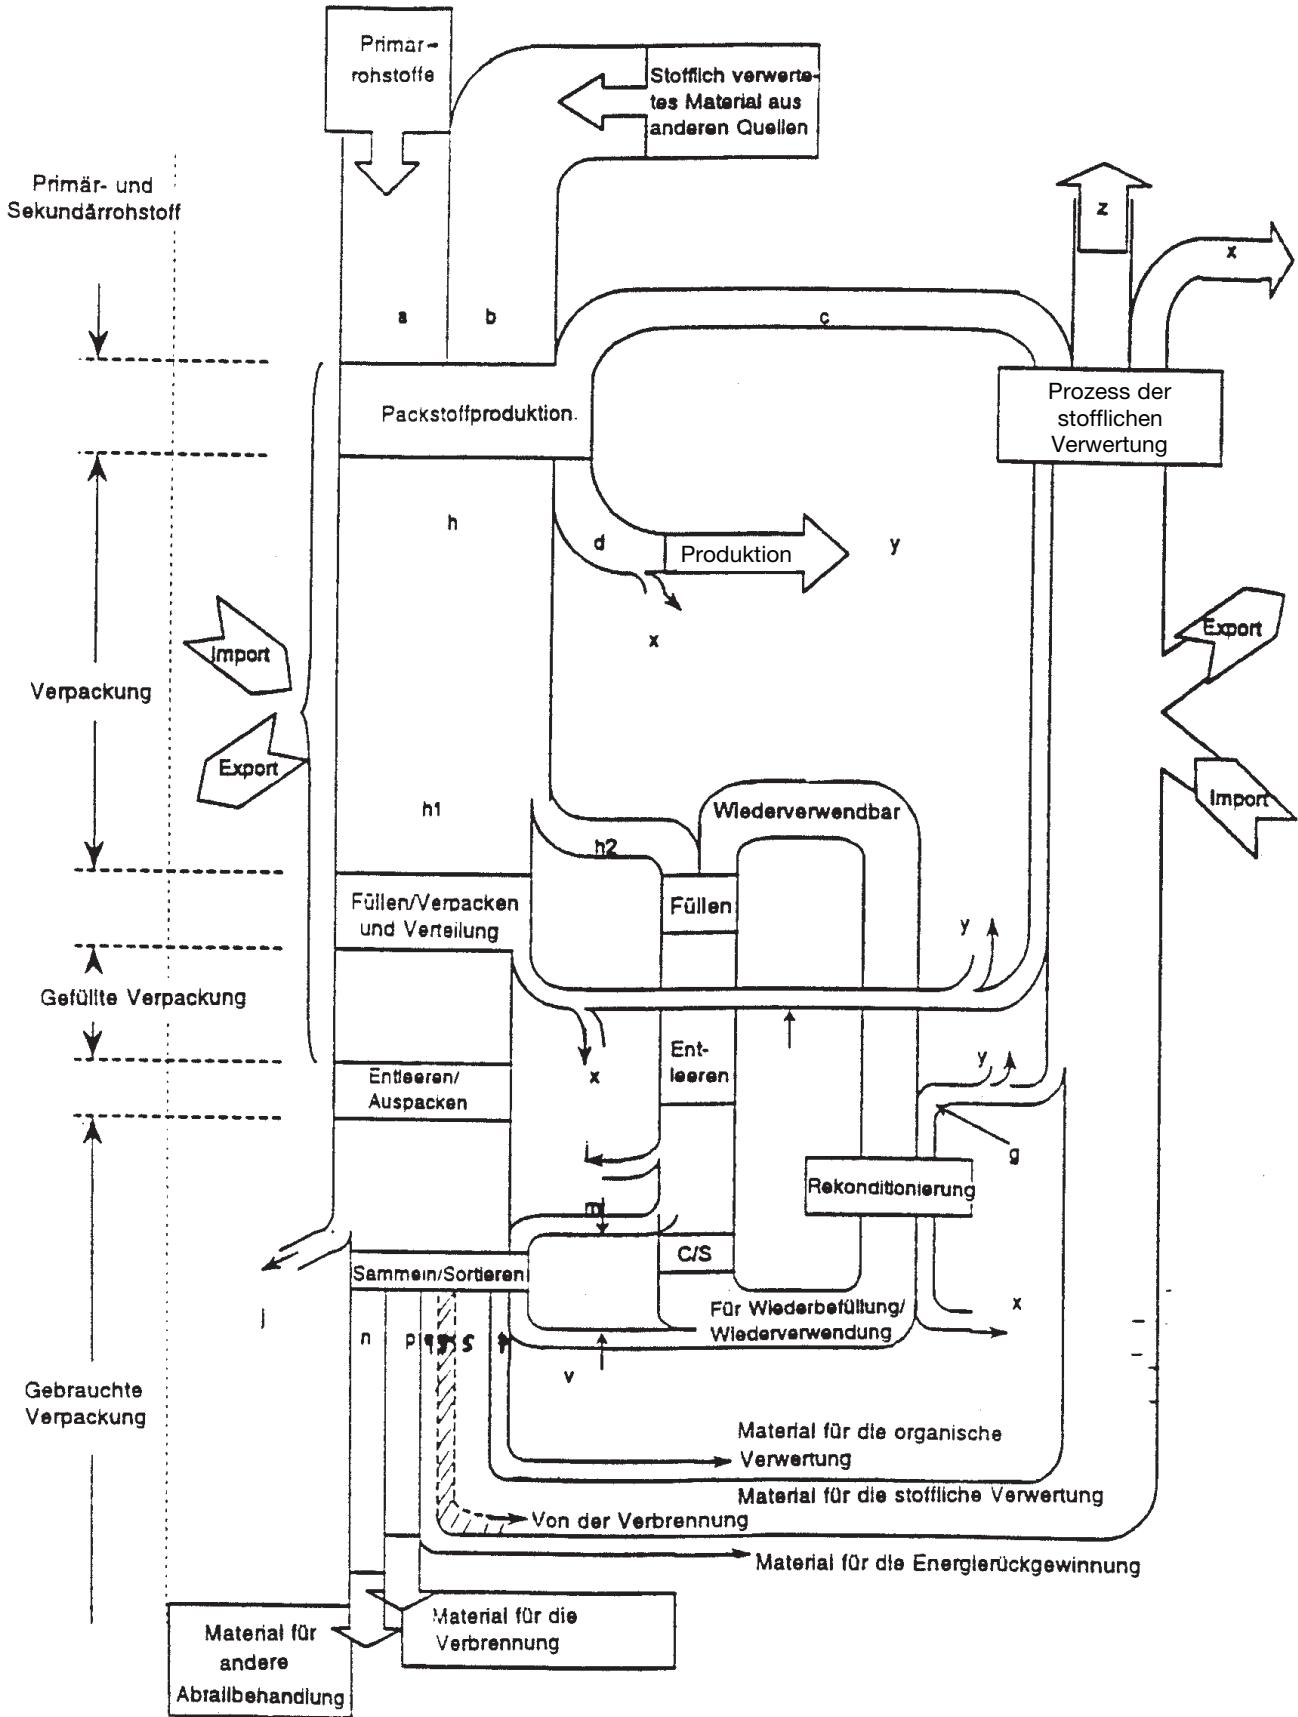 Primär-
rohstoffe
Stofflich verwerte-
tes Material aus
anderen Quellen
Primär- und
Sekundärrohstoff
z
x
a
b
c
Packstoffproduktion
Prozess der
stofflichen
Verwertung
h
d
Produktion
y
x
Import
Export
Verpackung
Export
Import
h1
h2
Wiederverwendbar
Füllen/Verpacken
und Verteilung
Füllen
y
Gefüllte Verpackung
Ent-
leeren
x
y
Entleeren/
Auspacken
g
Rekonditionierung
m
C/S
Sammeln/Sortieren
j
n
p
Für Wiederbefüllung/
Wiederverwendung
x
v
Gebrauchte
Verpackung
Material für die organische
Verwertung
Material für die stoffliche Verwertung
Von der Verbrennung
Material für die Energierückgewinnung
Material für die
Verbrennung
Material für
andere
Abrallbehandlung